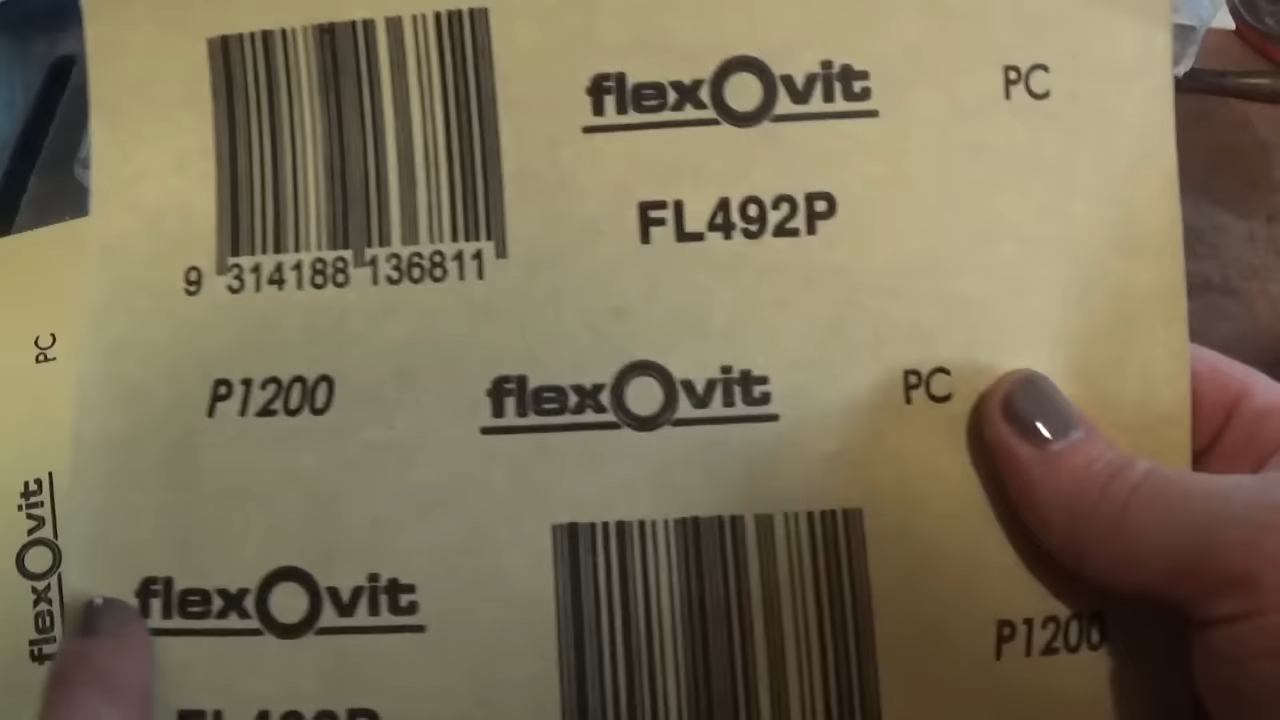 flexOvit PC
FL492P
9 314188 136811
P1200 flexOvit PC
flexOvit
P1200
PC
flexOvit